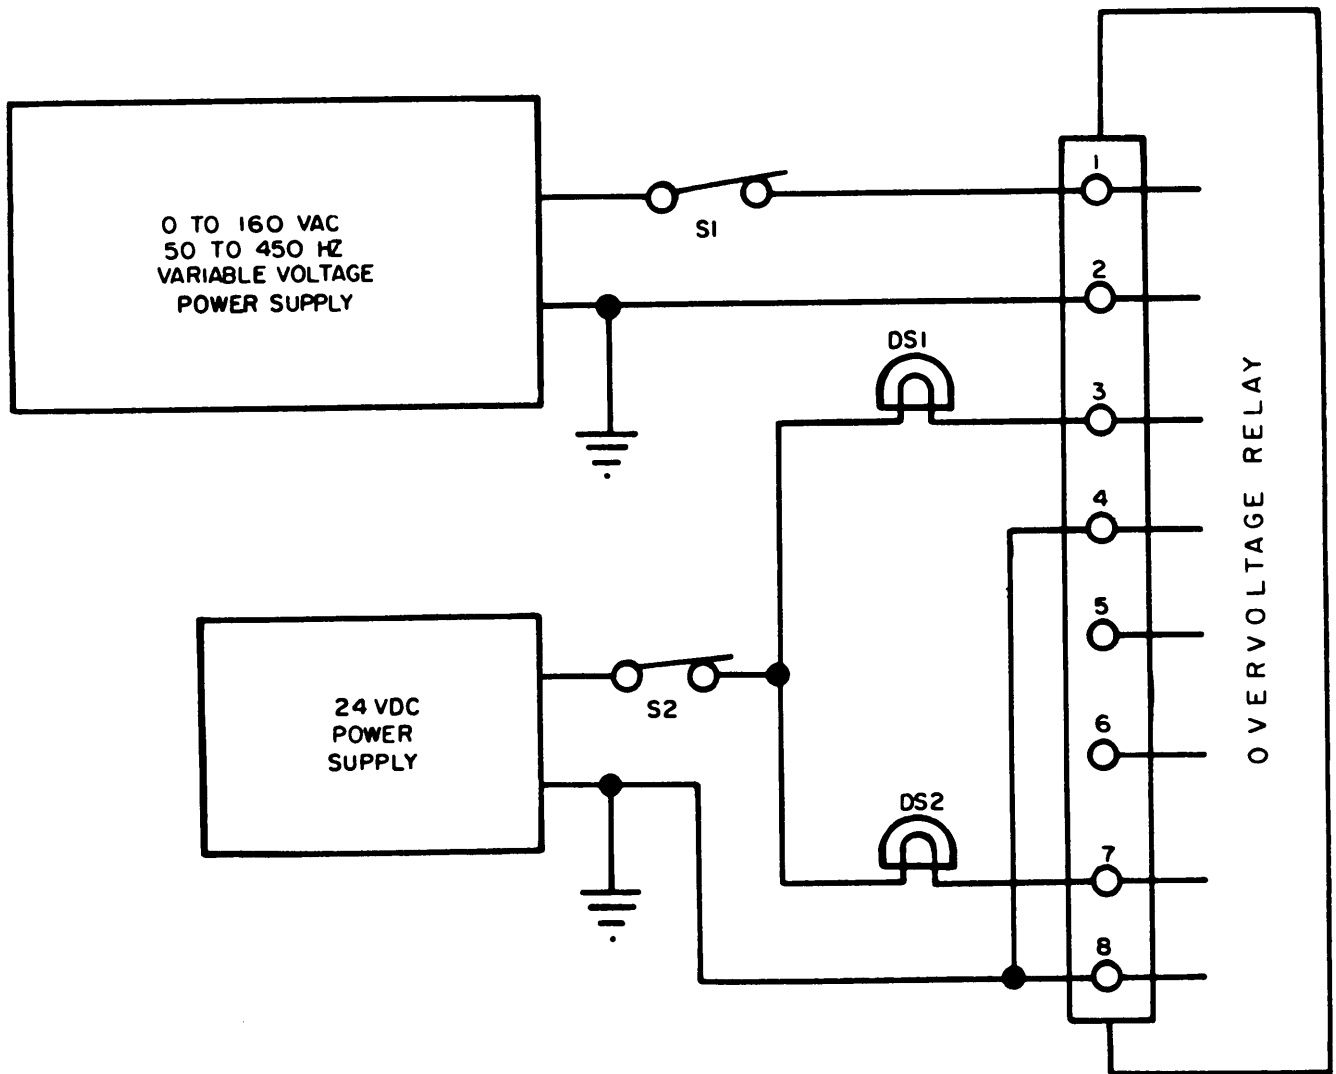 0 TO 160 VAC
50 TO 450 HZ
VARIABLE VOLTAGE
POWER SUPPLY
S1
1
2
DS1
3
4
5
6
7
8
OVERVOLTAGE RELAY
24 VDC
POWER
SUPPLY
S2
DS2